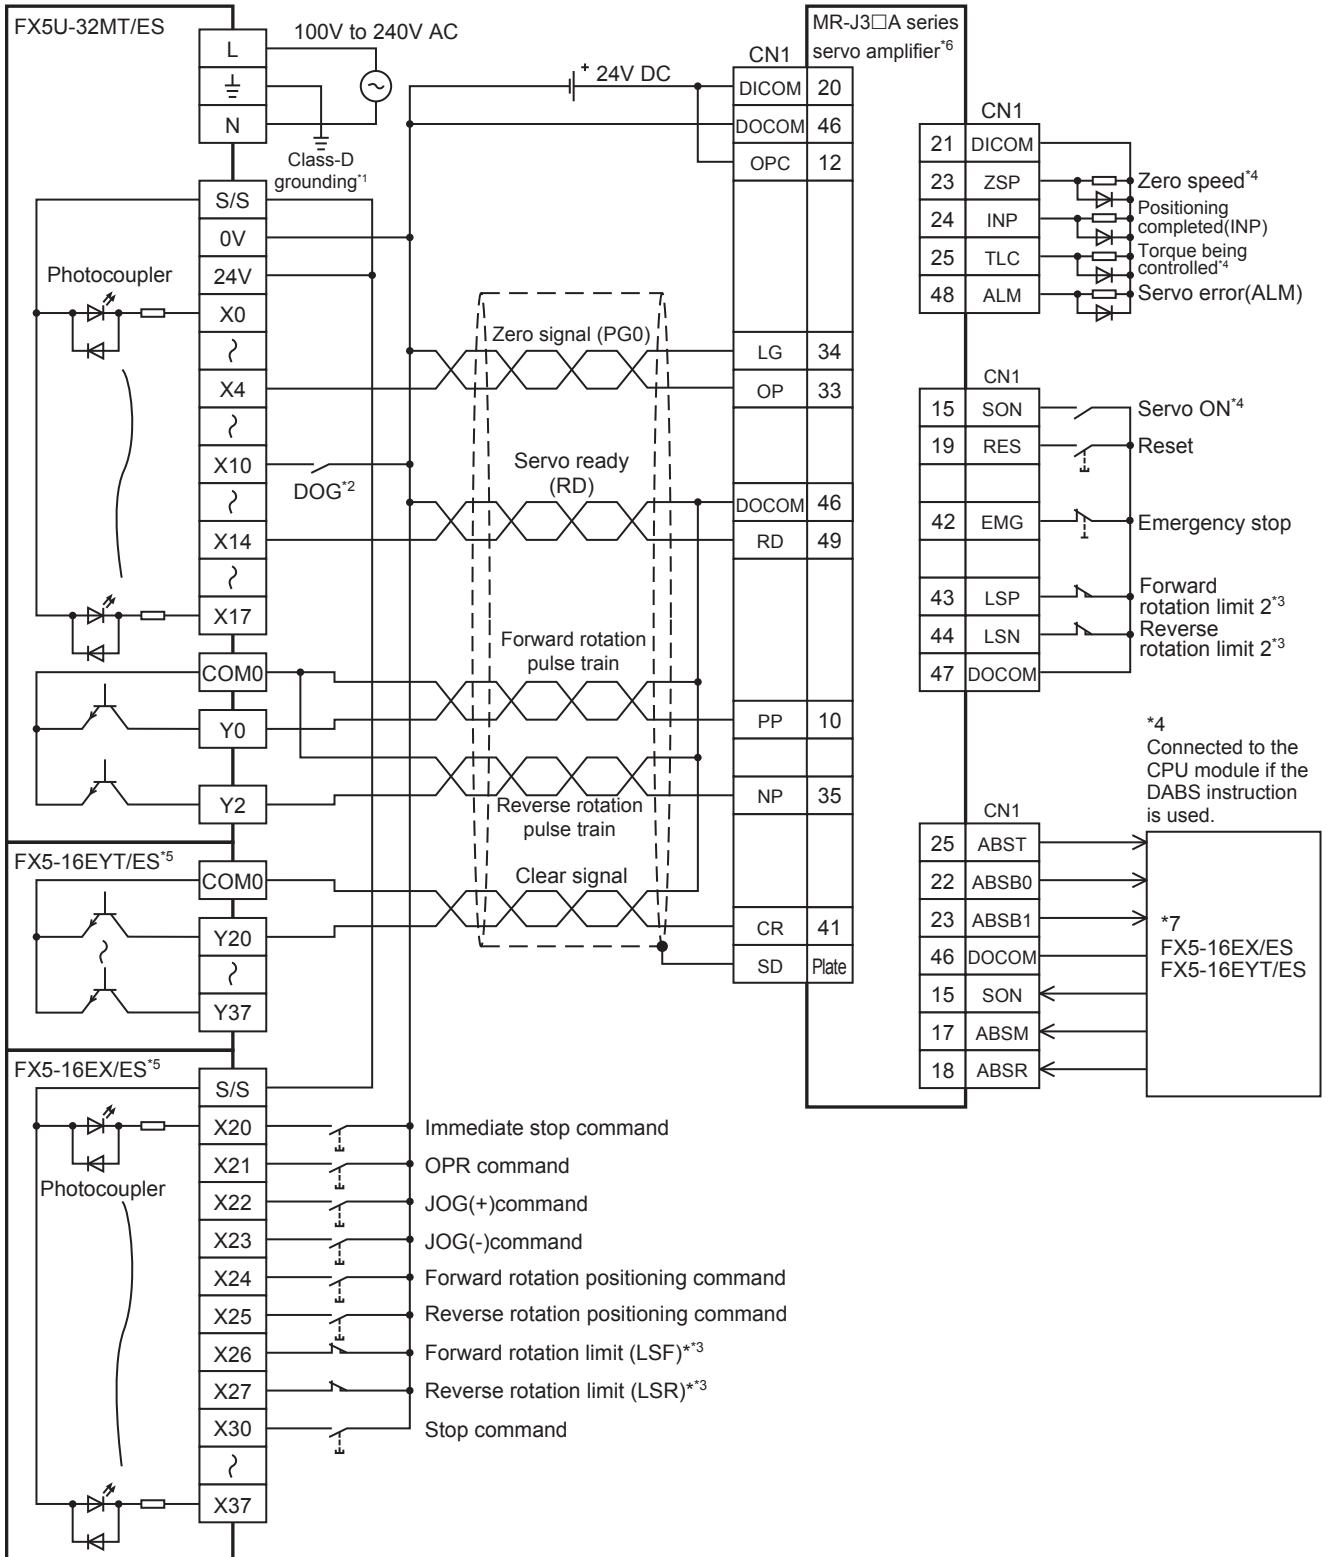 FX5U-32MT/ES
L
N
100V to 240V AC
Class-D
grounding*1
S/S
0V
24V
X0
X4
X10
X14
X17
Photocoupler
DOG*2
COM0
Y0
Y2
FX5-16EYT/ES*5
COM0
Y20
Y37
FX5-16EX/ES*5
S/S
X20
X21
X22
X23
X24
X25
X26
X27
X30
X37
Photocoupler
Immediate stop command
OPR command
JOG(+)command
JOG(-)command
Forward rotation positioning command
Reverse rotation positioning command
Forward rotation limit (LSF)**3
Reverse rotation limit (LSR)**3
Stop command
+ 24V DC
Zero signal (PG0)
Servo ready
(RD)
Forward rotation
pulse train
Reverse rotation
pulse train
Clear signal
MR-J3□A series
servo amplifier*6
CN1
DICOM 20
DOCOM 46
OPC 12
LG 34
OP 33
DOCOM 46
RD 49
PP 10
NP 35
CR 41
SD Plate
CN1
21 DICOM
23 ZSP
24 INP
25 TLC
48 ALM
Zero speed*4
Positioning
completed(INP)
Torque being
controlled*4
Servo error(ALM)
CN1
15 SON
19 RES
42 EMG
43 LSP
44 LSN
47 DOCOM
Servo ON*4
Reset
Emergency stop
Forward
rotation limit 2*3
Reverse
rotation limit 2*3
*4
Connected to the
CPU module if the
DABS instruction
is used.
CN1
25 ABST
22 ABSB0
23 ABSB1
46 DOCOM
15 SON
17 ABSM
18 ABSR
*7
FX5-16EX/ES
FX5-16EYT/ES